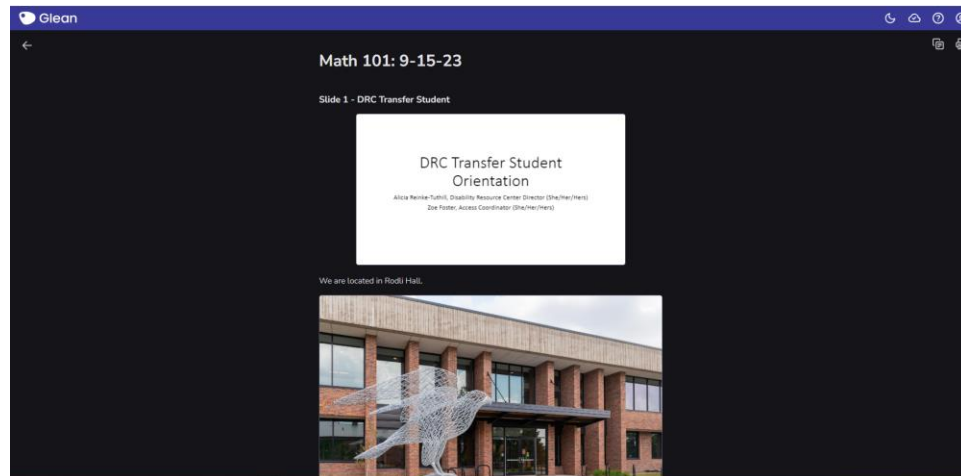 Glean
Math 101: 9-15-23
Slide 1 - DRC Transfer Student
DRC Transfer Student
Orientation
Alicia Reinke-Tuthill, Disability Resource Center Director (She/Her/Hers)
Zoe Foster, Access Coordinator (She/Her/Hers)
We are located in Rodli Hall.